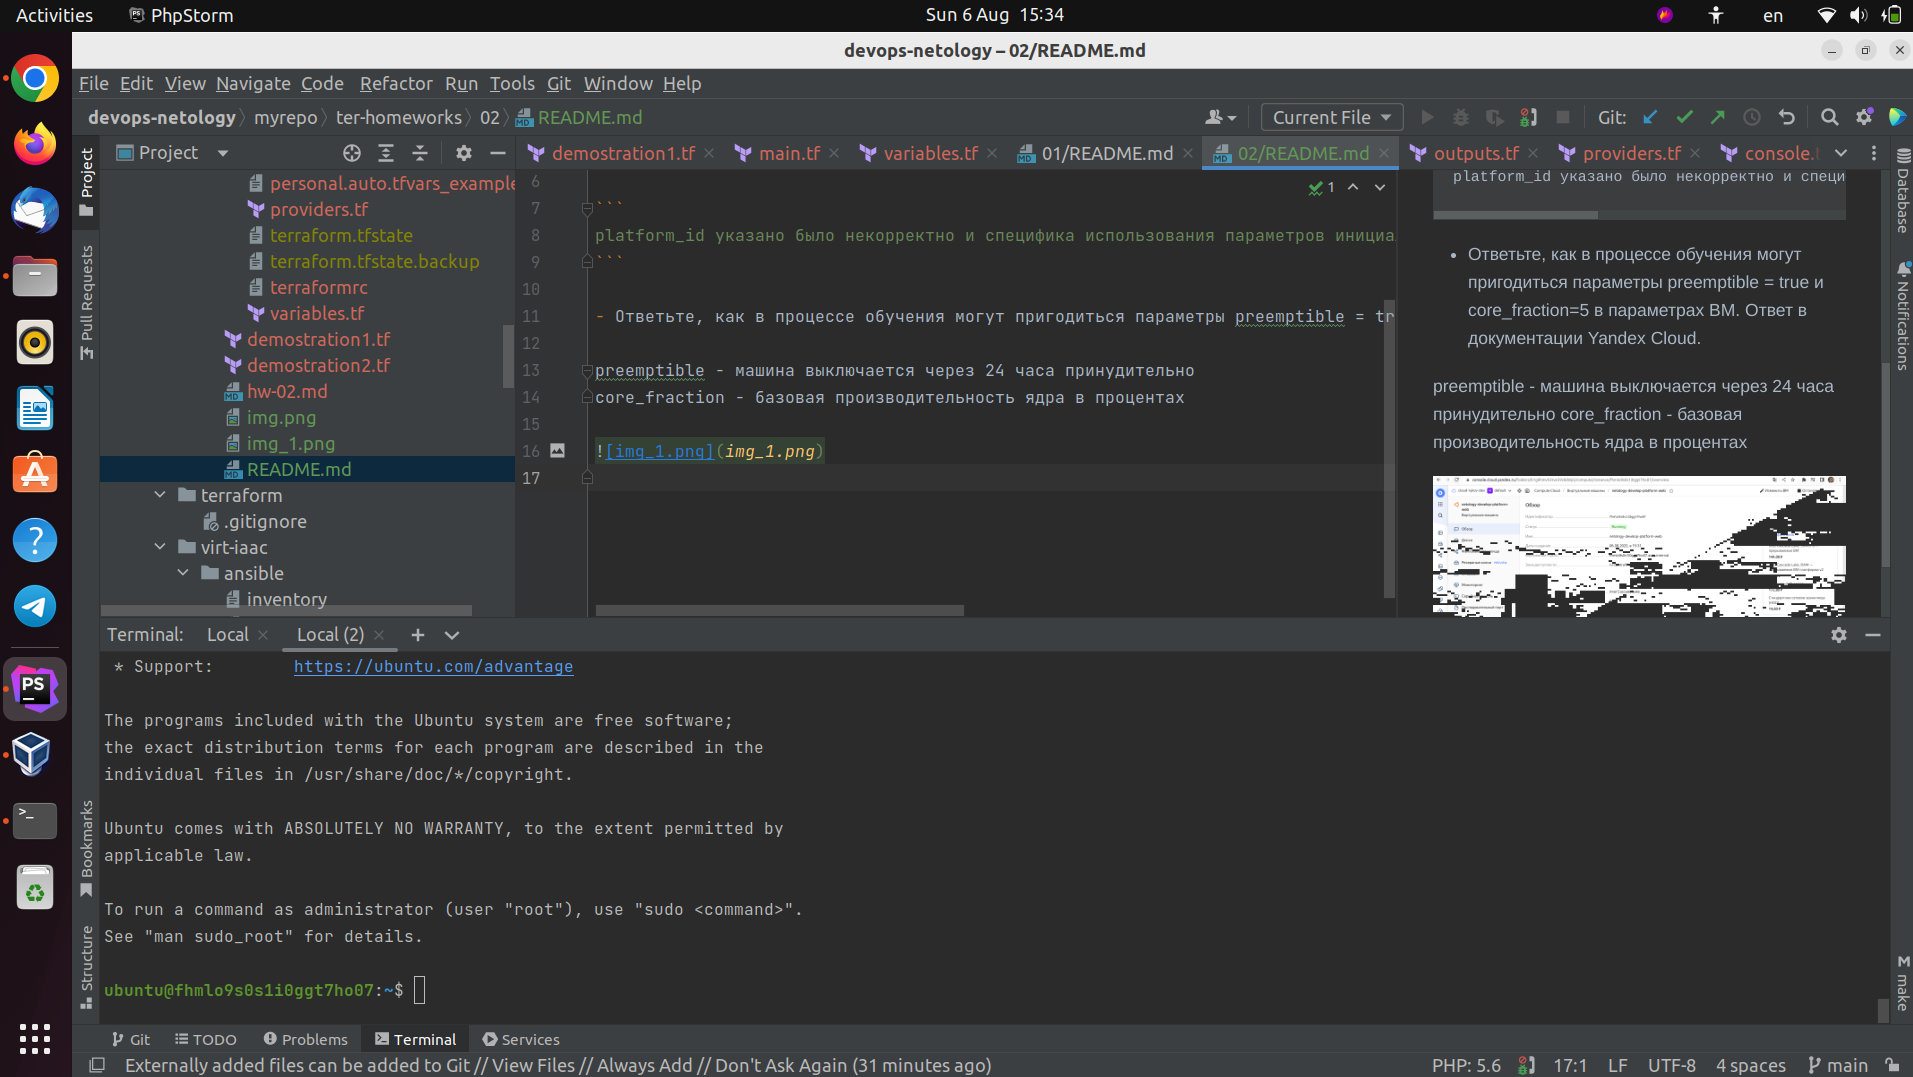 Activities
PhpStorm
Sun 6 Aug 15:34
en
devops-netology – 02/README.md
File Edit View Navigate Code Refactor Run Tools Git Window Help
devops-netology
myrepo
ter-homeworks
02
README.md
Current File
Git:
Project
demostration1.tf
main.tf
variables.tf
01/README.md
02/README.md
outputs.tf
providers.tf
console.
Project
Pull Requests
Bookmarks
Structure
personal.auto.tfvars_example
providers.tf
terraform.tfstate
terraform.tfstate.backup
terraformrc
variables.tf
demostration1.tf
demostration2.tf
hw-02.md
img.png
img_1.png
README.md
terraform
.gitignore
virt-iaac
ansible
inventory
1
6
7 ```
8 platform_id указано было некорректно и специфика использования параметров инициа
9 ```
10
11 - Ответьте, как в процессе обучения могут пригодиться параметры preemptible = tr
12
13 preemptible - машина выключается через 24 часа принудительно
14 core_fraction - базовая производительность ядра в процентах
15
16 ![img_1.png](img_1.png)
17
platform_id указано было некорректно и специ
• Ответьте, как в процессе обучения могут
пригодиться параметры preemptible = true и
core_fraction=5 в параметрах ВМ. Ответ в
документации Yandex Cloud.
preemptible - машина выключается через 24 часа
принудительно core_fraction - базовая
производительность ядра в процентах
Обзор
Running
Database
Notifications
make
Terminal: Local Local (2)
* Support: https://ubuntu.com/advantage
The programs included with the Ubuntu system are free software;
the exact distribution terms for each program are described in the
individual files in /usr/share/doc/*/copyright.
Ubuntu comes with ABSOLUTELY NO WARRANTY, to the extent permitted by
applicable law.
To run a command as administrator (user "root"), use "sudo <command>".
See "man sudo_root" for details.
ubuntu@fhmlo9s0s1i0ggt7ho07:~$
Git TODO Problems Terminal Services
Externally added files can be added to Git // View Files // Always Add // Don't Ask Again (31 minutes ago)
PHP: 5.6 17:1 LF UTF-8 4 spaces main